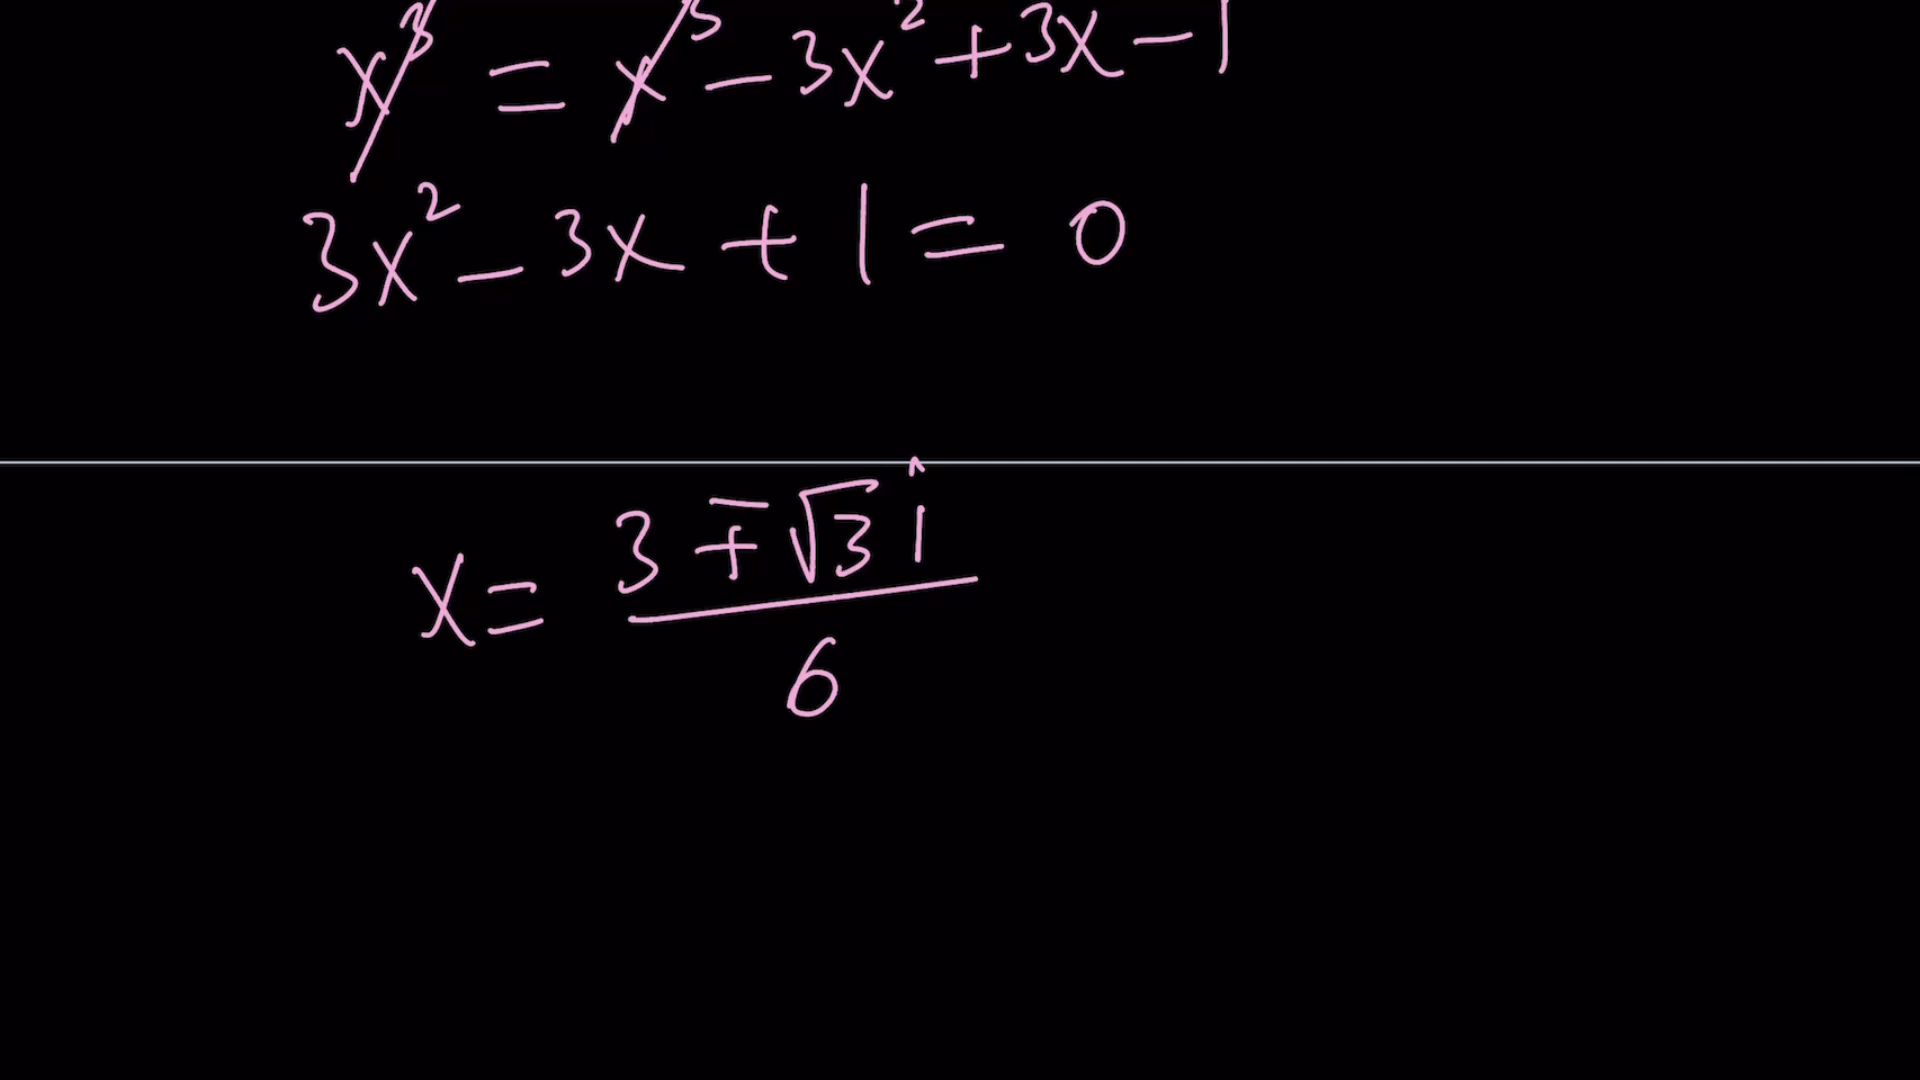 x³ = x³ - 3x² + 3x - 1
3x² - 3x + 1 = 0
x = (3 ∓ √3 i) / 6